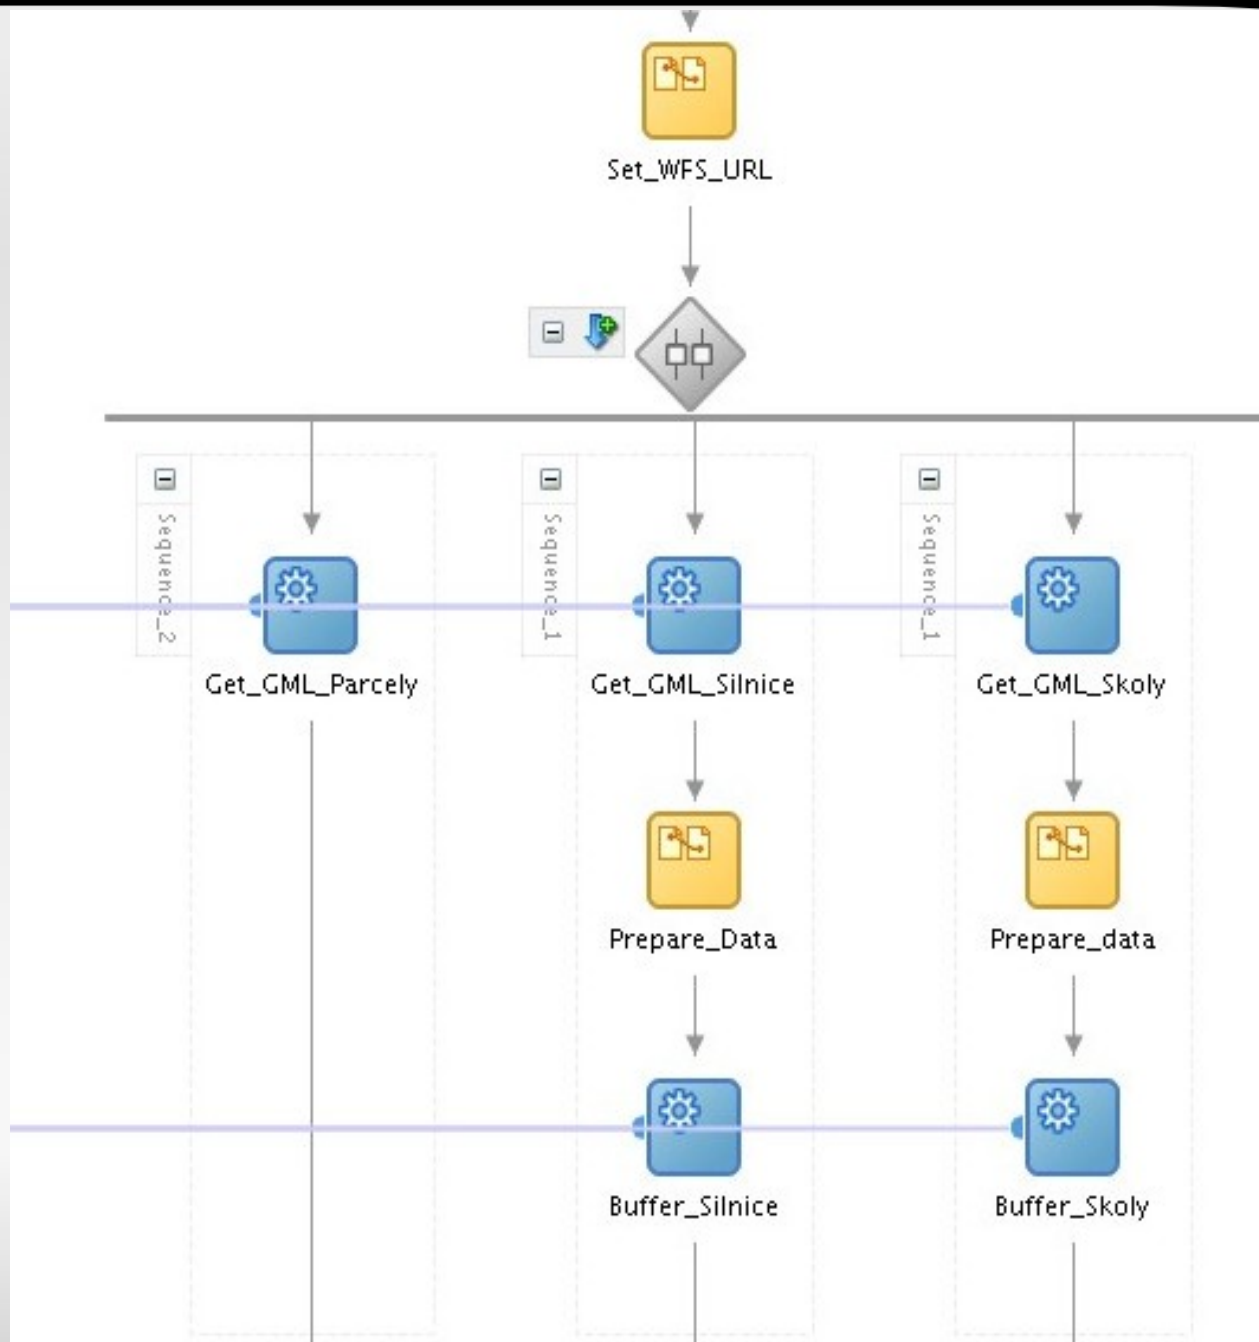 Set_WFS_URL
Sequence_2
Sequence_1
Sequence_1
Get_GML_Parcely
Get_GML_Silnice
Get_GML_Skoly
Prepare_Data
Prepare_data
Buffer_Silnice
Buffer_Skoly